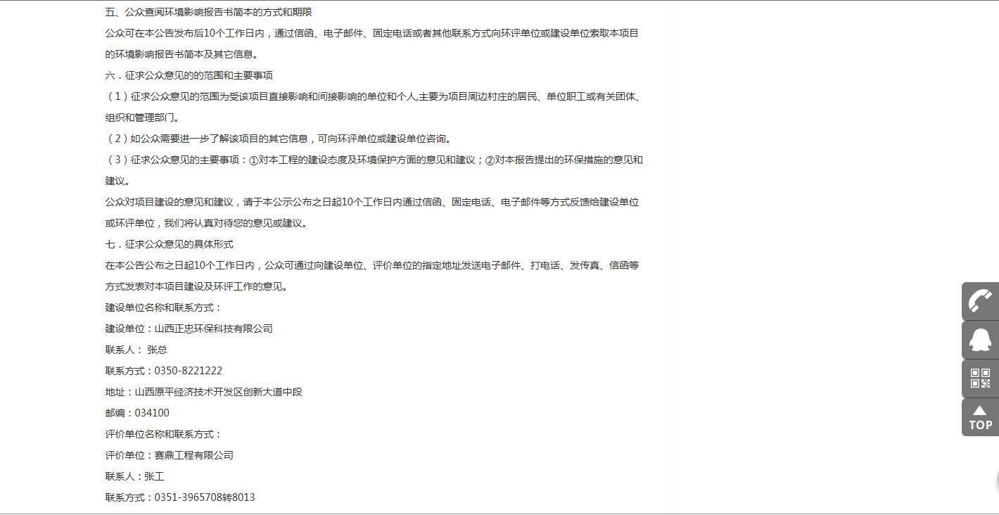 五、公众查阅环境影响报告书简本的方式和期限
公众可在本公告发布后10个工作日内，通过信函、电子邮件、固定电话或者其他联系方式向环评单位或建设单位索取本项目
的环境影响报告书简本及其它信息。
六．征求公众意见的的范围和主要事项
（1）征求公众意见的范围为受该项目直接影响和间接影响的单位和个人,主要为项目周边村庄的居民、单位职工或有关团体、
组织和管理部门。
（2）如公众需要进一步了解该项目的其它信息，可向环评单位或建设单位咨询。
（3）征求公众意见的主要事项：①对本工程的建设态度及环境保护方面的意见和建议；②对本报告提出的环保措施的意见和
建议。
公众对项目建设的意见和建议，请于本公示公布之日起10个工作日内通过信函、固定电话、电子邮件等方式反馈给建设单位
或环评单位，我们将认真对待您的意见或建议。
七．征求公众意见的具体形式
在本公告公布之日起10个工作日内，公众可通过向建设单位、评价单位的指定地址发送电子邮件、打电话、发传真、信函等
方式发表对本项目建设及环评工作的意见。
建设单位名称和联系方式：
建设单位：山西正忠环保科技有限公司
联系人： 张总
联系方式：0350-8221222
地址：山西原平经济技术开发区创新大道中段
邮编：034100
评价单位名称和联系方式：
评价单位：赛鼎工程有限公司
联系人：张工
联系方式：0351-3965708转8013
TOP